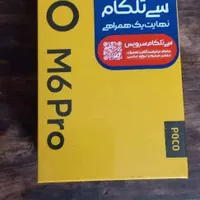 سی تلکام
نهایت یک همراهی
سی تلکام سرویس
POCO
O M6 Pro